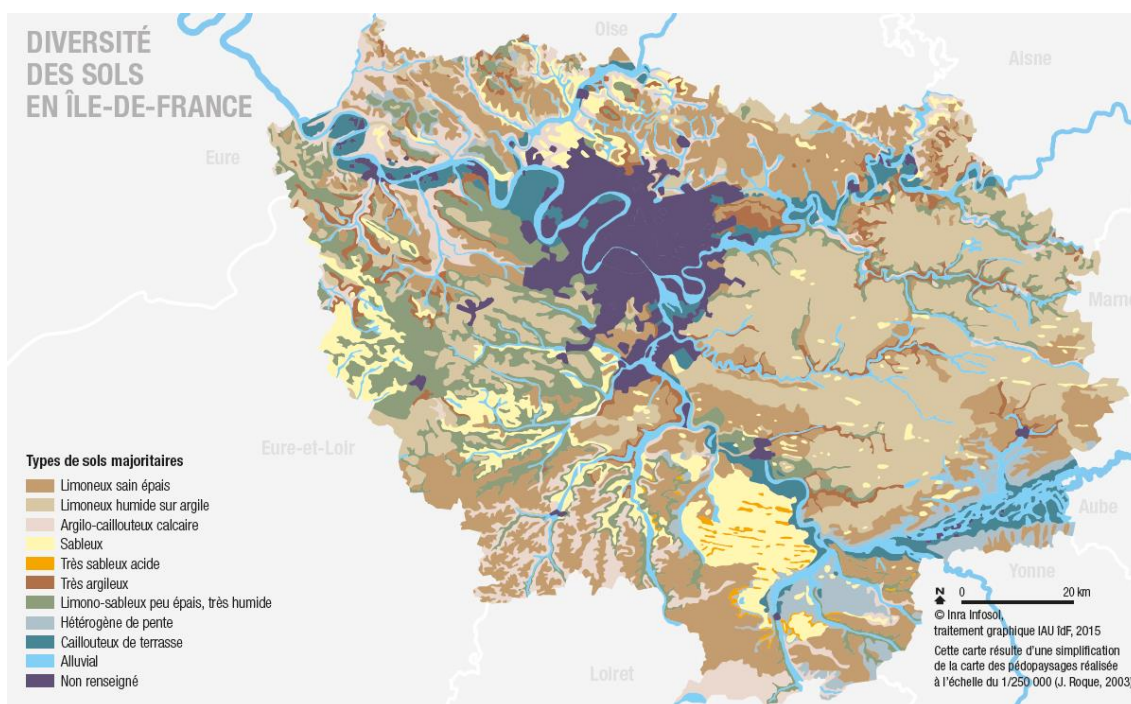 DIVERSITÉ
DES SOLS
EN ÎLE-DE-FRANCE
Oise
Aisne
Eure
Marne
Eure-et-Loir
Aube
Yonne
Loiret
Types de sols majoritaires
Limoneux sain épais
Limoneux humide sur argile
Argilo-caillouteux calcaire
Sableux
Très sableux acide
Très argileux
Limono-sableux peu épais, très humide
Hétérogène de pente
Caillouteux de terrasse
Alluvial
Non renseigné
N 0 20 km
© Inra Infosol,
traitement graphique IAU îdF, 2015
Cette carte résulte d'une simplification
de la carte des pédopaysages réalisée
à l'échelle du 1/250 000 (J. Roque, 2003)